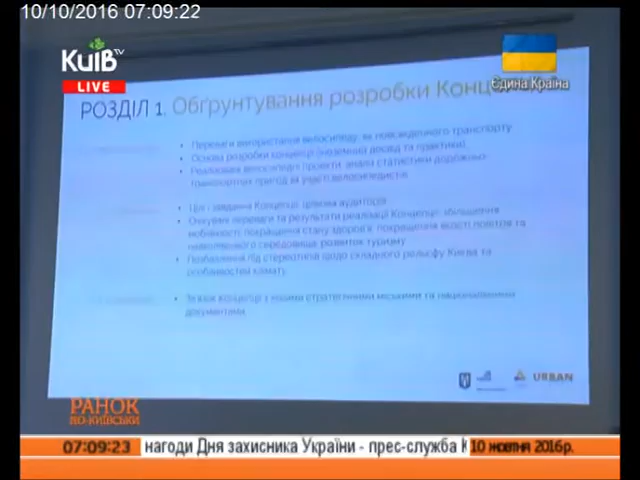 10/10/2016 07:09:22
КиїВ TV
LIVE
Єдина Країна
РОЗДІЛ 1. Обґрунтування розробки
• Переваги використання велосипеду, як повсякденного транспорту
• Основа розробки концепції (іноземний досвід та практики)
• Реалізовані велосипедні проекти, аналіз статистики дорожньо-
транспортних пригод за участі велосипедистів
• Цілі і завдання Концепції, цільова аудиторія
• Очікувані переваги та результати реалізації Концепції: збільшення
мобільності, покращення стану здоров'я, покращення якості повітря та
навколишнього середовища, розвиток туризму
• Позбавлення від стереотипів щодо складного рельєфу Києва та
особливостей клімату
• Зв'язок концепції з іншими стратегічними міськими та національними
документами
URBAN
РАНОК
ПО-КИЇВСЬКИ
07:09:23 нагоди Дня захисника України - прес-служба К 10 жовтня 2016р.